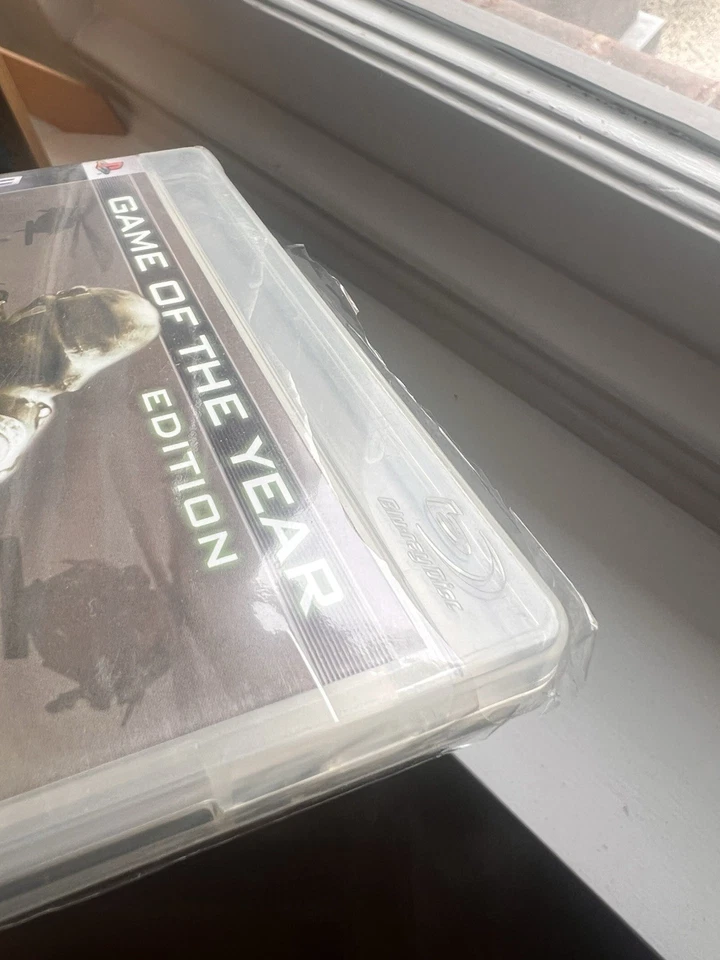 GAME OF THE YEAR
EDITION
Blu-ray Disc